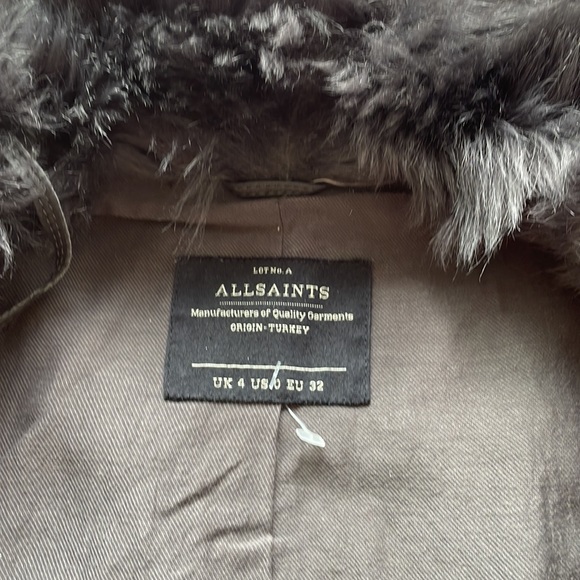 LOT No. A
ALLSAINTS
Manufacturers of Quality Garments
ORIGIN-TURKEY
UK 4 US 0 EU 32